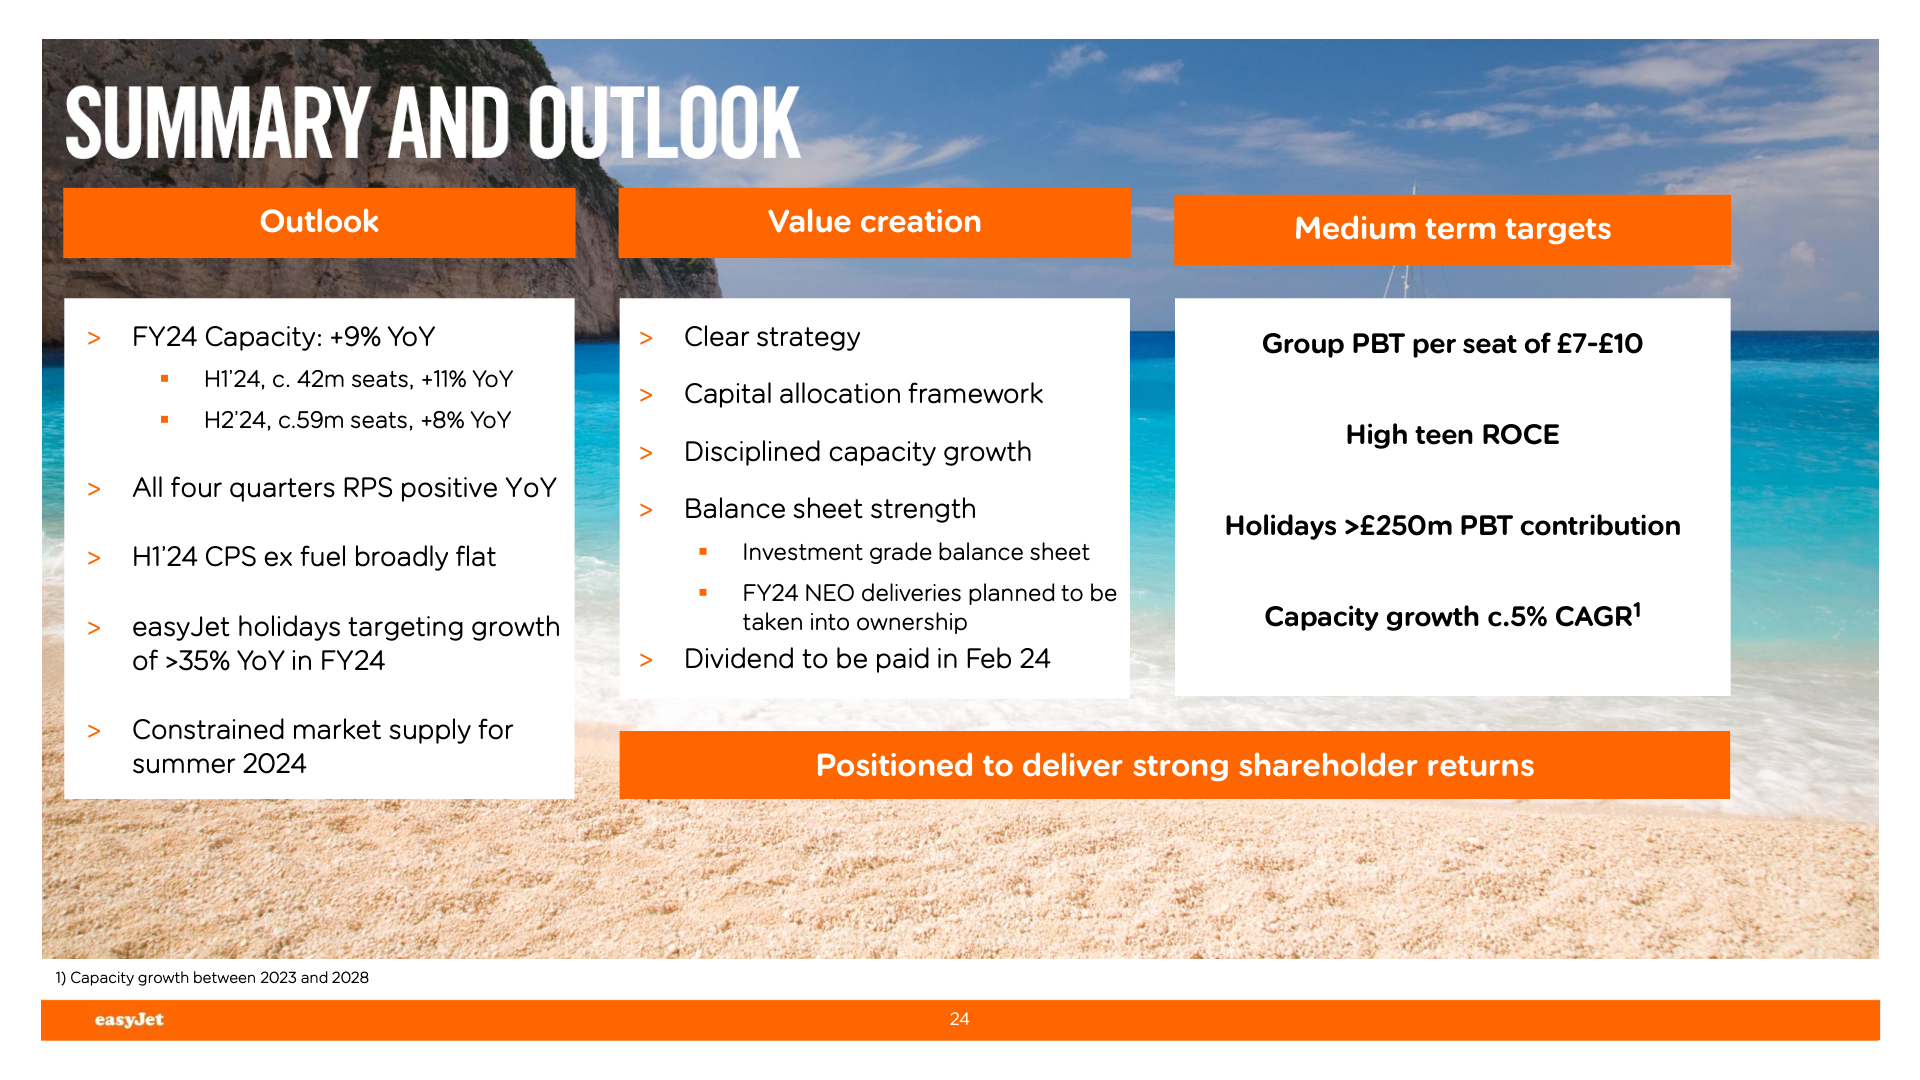 SUMMARY AND OUTLOOK
Outlook
> FY24 Capacity: +9% YoY
▪ H1'24, c. 42m seats, +11% YoY
▪ H2'24, c.59m seats, +8% YoY
> All four quarters RPS positive YoY
> H1'24 CPS ex fuel broadly flat
> easyJet holidays targeting growth
of >35% YoY in FY24
> Constrained market supply for
summer 2024
Value creation
> Clear strategy
> Capital allocation framework
> Disciplined capacity growth
> Balance sheet strength
▪ Investment grade balance sheet
▪ FY24 NEO deliveries planned to be
taken into ownership
> Dividend to be paid in Feb 24
Medium term targets
Group PBT per seat of £7-£10
High teen ROCE
Holidays >£250m PBT contribution
Capacity growth c.5% CAGR¹
Positioned to deliver strong shareholder returns
1) Capacity growth between 2023 and 2028
easyJet
24